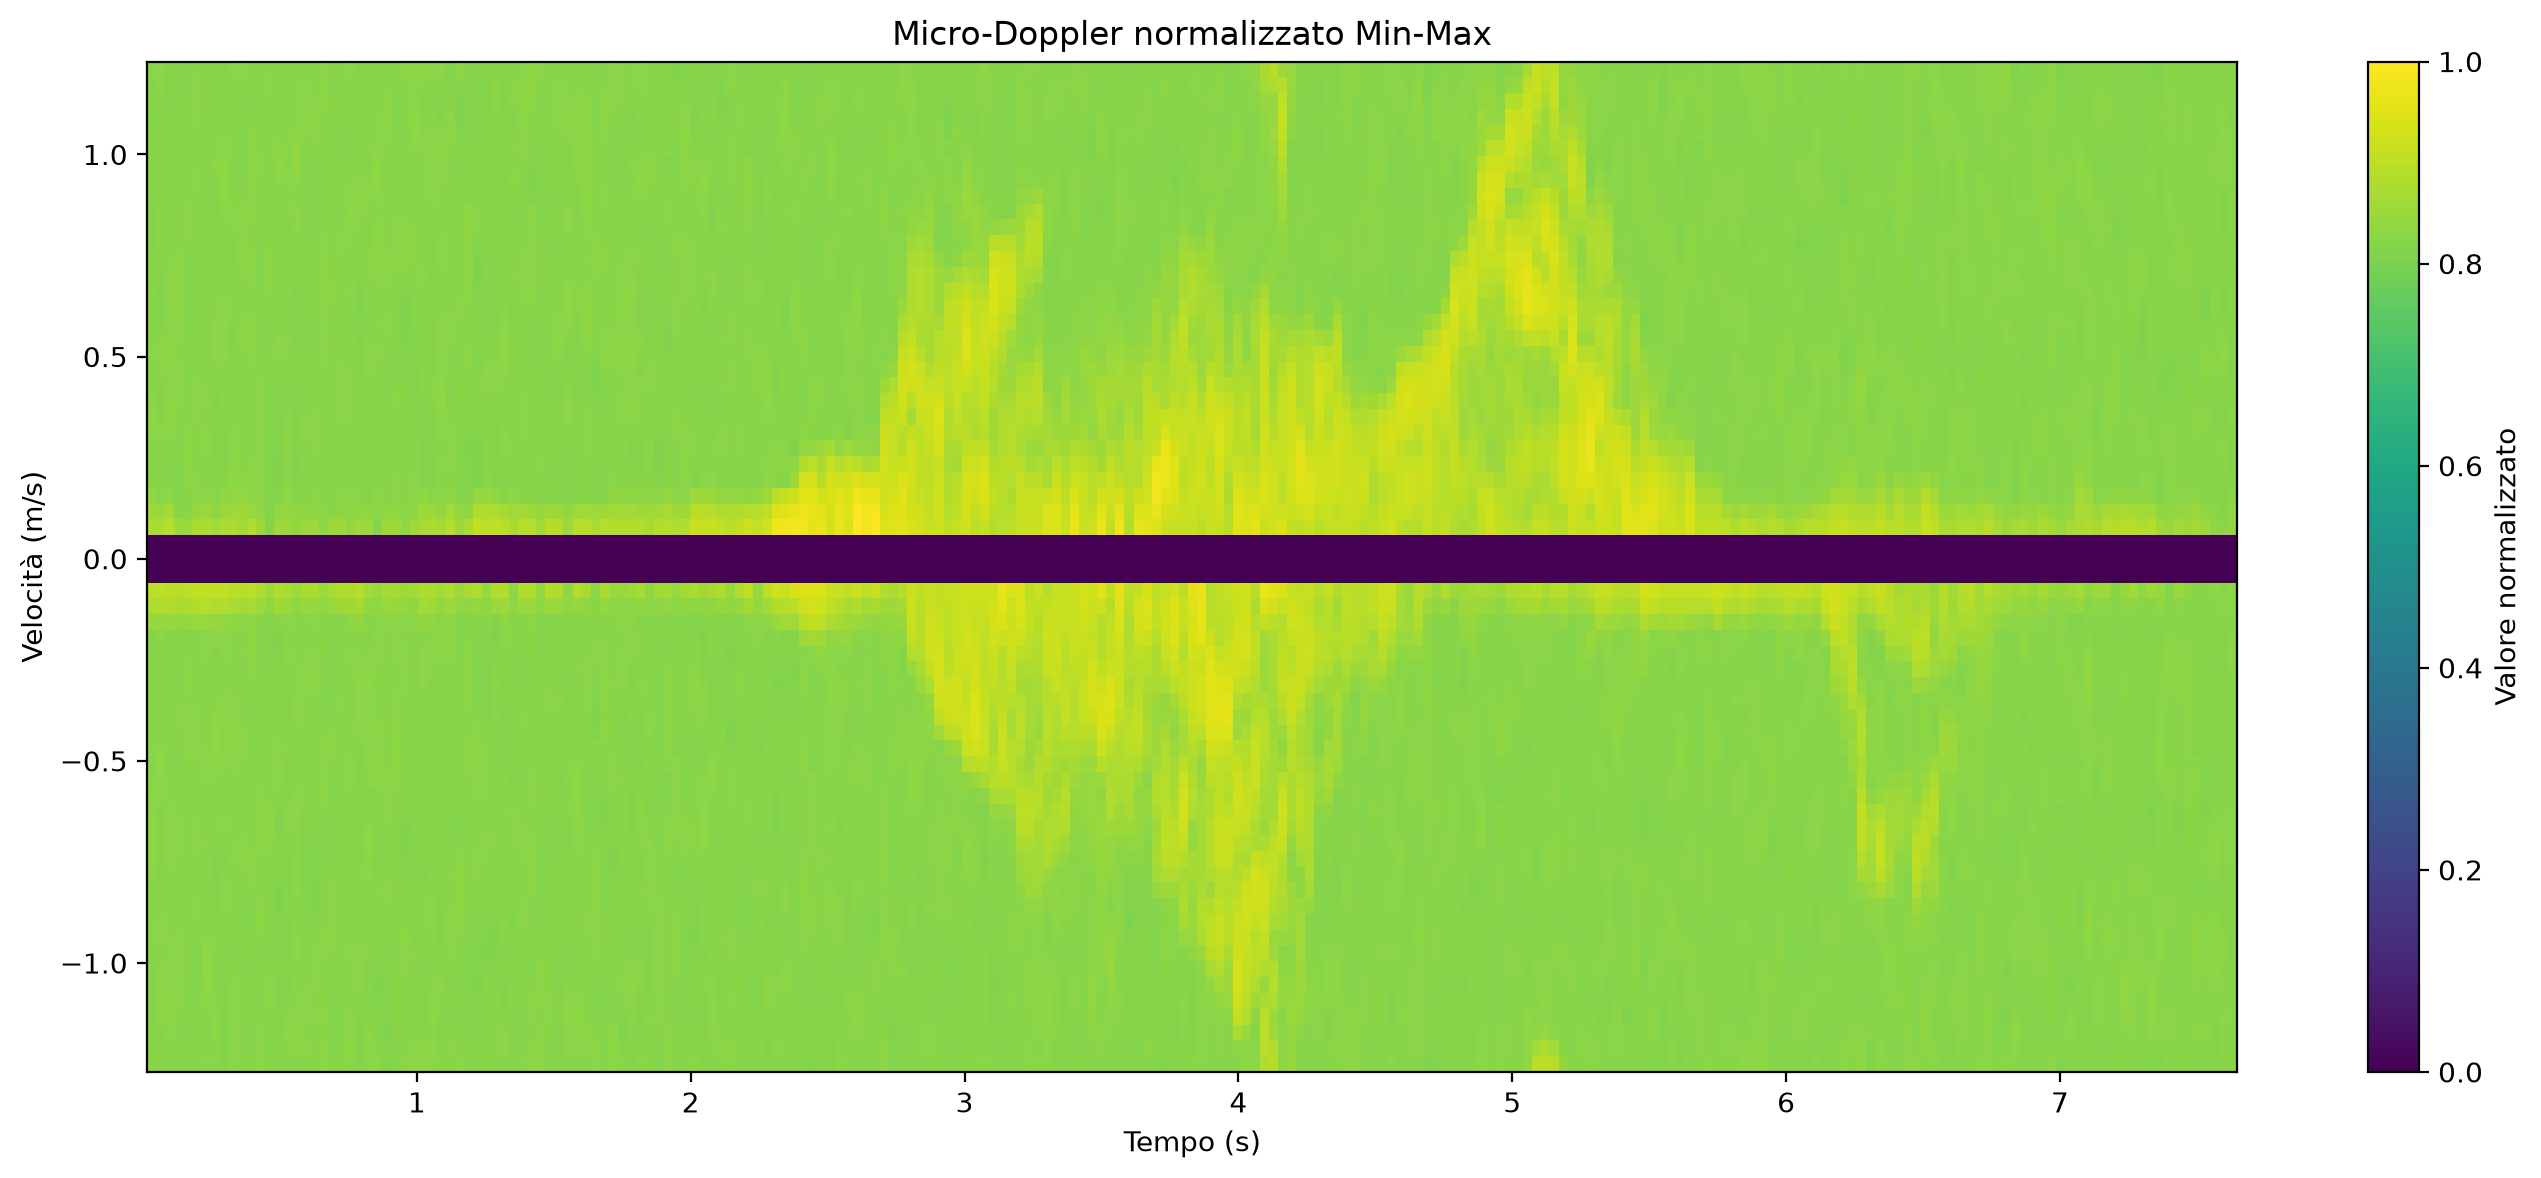 Micro-Doppler normalizzato Min-Max
Velocità (m/s)
1.0
0.5
0.0
−0.5
−1.0
1 2 3 4 5 6 7
Tempo (s)
1.0
0.8
0.6
0.4
0.2
0.0
Valore normalizzato